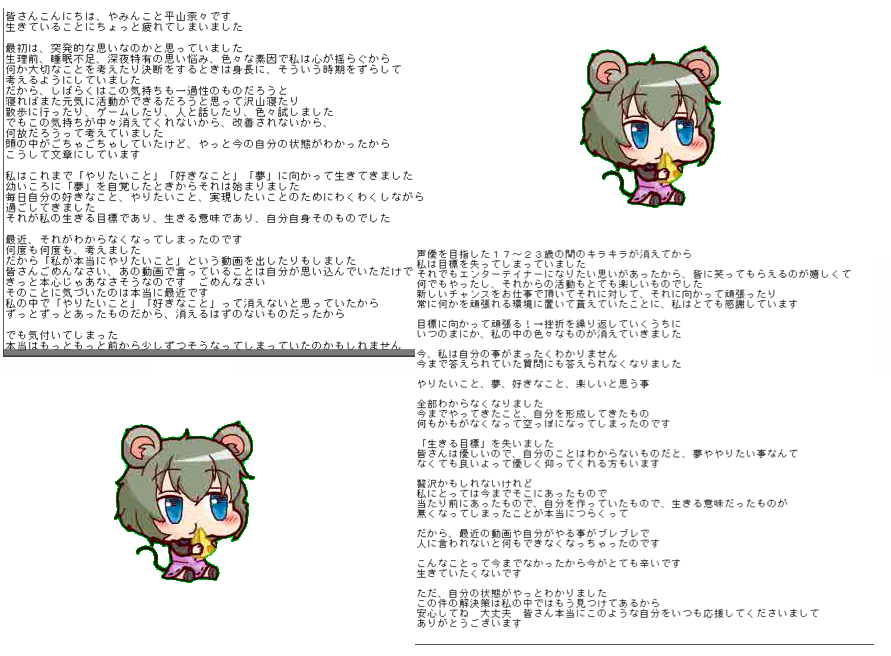 皆さんこんにちは、やみんこと平山奈々です
生きていることにちょっと疲れてしまいました
最初は、突発的な思いなのかと思っていました
生理前、睡眠不足、深夜特有の思い悩み、色々な素因で私は心が揺らぐから
何か大切なことを考えたり決断をするときは身長に、そういう時期をずらして
考えるようにしていました
だから、しばらくはこの気持ちも一過性のものだろうと
寝ればまた元気に活動ができるだろうと思って沢山寝たり
散歩に行ったり、ゲームしたり、人と話したり、色々試しました
でもこの気持ちが中々消えてくれないから、改善されないから、
何故だろうって考えていました
頭の中がごちゃごちゃしていたけど、やっと今の自分の状態がわかったから
こうして文章にしています
私はこれまで「やりたいこと」「好きなこと」「夢」に向かって生きてきました
幼いころに「夢」を自覚したときからそれは始まりました
毎日自分の好きなこと、やりたいこと、実現したいことのためにわくわくしながら
過ごしてきました
それが私の生きる目標であり、生きる意味であり、自分自身そのものでした
最近、それがわからなくなってしまったのです
何度も何度も、考えました
だから「私が本当にやりたいこと」という動画を出したりもしました
皆さんごめんなさい、あの動画で言っていることは自分が思い込んでいただけで
きっと本心じゃあなさそうなのです　ごめんなさい
そのことに気づいたのは本当に最近です
私の中で「やりたいこと」「好きなこと」って消えないと思っていたから
ずっとずっとあったものだから、消えるはずのないものだったから
でも気付いてしまった
本当はもっともっと前から少しずつそうなってしまっていたのかもしれません
声優を目指した１７～２３歳の間のキラキラが消えてから
私は目標を失ってしまっていました
それでもエンターテイナーになりたい思いがあったから、皆に笑ってもらえるのが嬉しくて
何でもやったし、それからの活動もとても楽しいものでした
新しいチャンスをお仕事で頂いてそれに対して、それに向かって頑張ったり
常に何かを頑張れる環境に置いて貰えていたことに、私はとても感謝しています
目標に向かって頑張る！→挫折を繰り返していくうちに
いつのまにか、私の中の色々なものが消えていきました
今、私は自分の事がまったくわかりません
今まで答えられていた質問にも答えられなくなりました
やりたいこと、夢、好きなこと、楽しいと思う事
全部わからなくなりました
今までやってきたこと、自分を形成してきたもの
何もかもがなくなって空っぽになってしまったのです
「生きる目標」を失いました
皆さんは優しいので、自分のことはわからないものだと、夢ややりたい事なんて
なくても良いよって優しく仰ってくれる方もいます
贅沢かもしれないけれど
私にとっては今までそこにあったもので
当たり前にあったもので、自分を作っていたもので、生きる意味だったものが
無くなってしまったことが本当につらくって
だから、最近の動画や自分がやる事がブレブレで
人に言われないと何もできなくなっちゃったのです
こんなことって今までなかったから今がとても辛いです
生きていたくないです
ただ、自分の状態がやっとわかりました
この件の解決策は私の中ではもう見つけてあるから
安心してね　大丈夫　皆さん本当にこのような自分をいつも応援してくださいまして
ありがとうございます